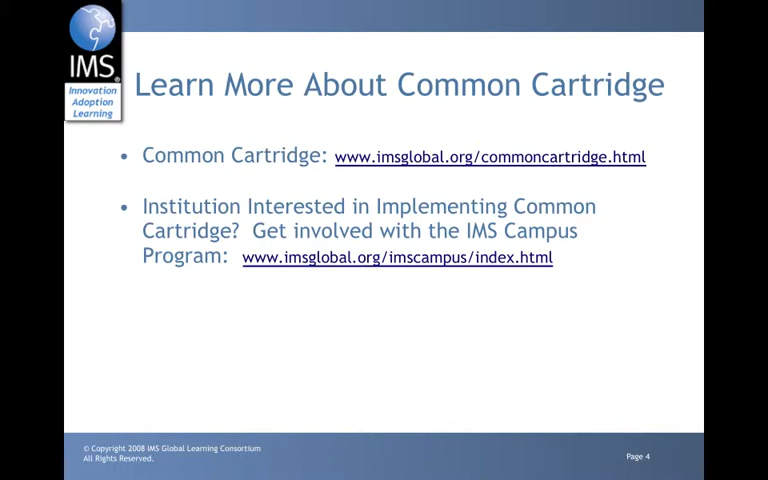 IMS®
Innovation
Adoption
Learning
Learn More About Common Cartridge
• Common Cartridge: www.imsglobal.org/commoncartridge.html
• Institution Interested in Implementing Common
Cartridge?  Get involved with the IMS Campus
Program:  www.imsglobal.org/imscampus/index.html
© Copyright 2008 IMS Global Learning Consortium
All Rights Reserved.
Page 4